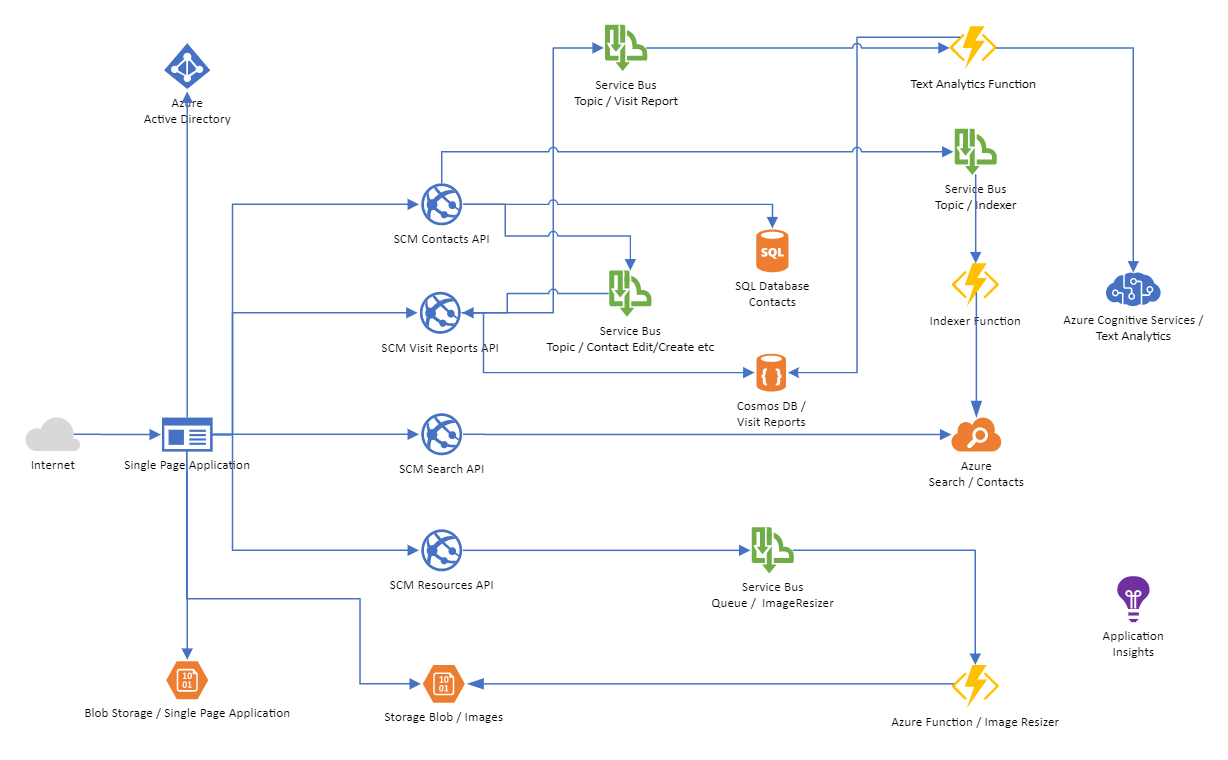 Service Bus
Topic / Visit Report
Text Analytics Function
Azure
Active Directory
Service Bus
Topic / Indexer
SCM Contacts API
SQL
SQL Database
Contacts
Service Bus
Topic / Contact Edit/Create etc
SCM Visit Reports API
Indexer Function
Azure Cognitive Services /
Text Analytics
{ }
Cosmos DB /
Visit Reports
Internet
Single Page Application
SCM Search API
Azure
Search / Contacts
SCM Resources API
Service Bus
Queue /  ImageResizer
Application
Insights
10
01
Blob Storage / Single Page Application
10
01
Storage Blob / Images
Azure Function / Image Resizer